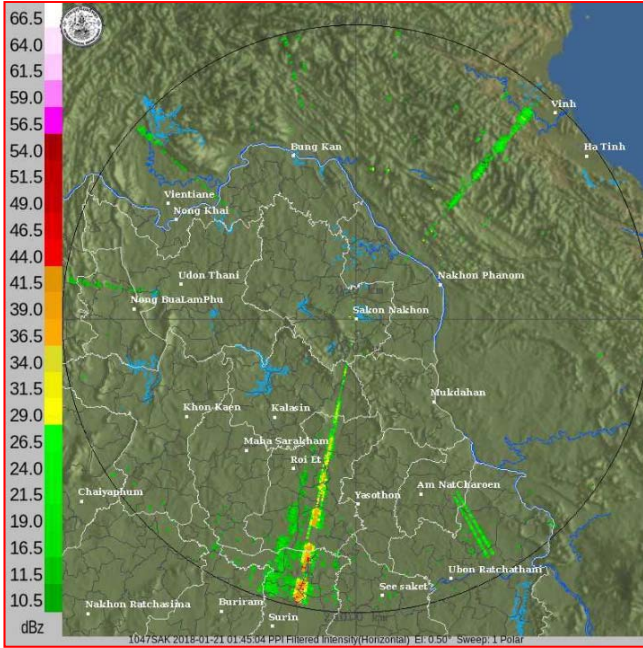 66.5
64.0
61.5
59.0
56.5
54.0
51.5
49.0
46.5
44.0
41.5
39.0
36.5
34.0
31.5
29.0
26.5
24.0
21.5
19.0
16.5
11.5
10.5
dBz
Vinh
Ha Tinh
Bung Kan
Vientiane
Nong Khai
Udon Thani
Nakhon Phanom
Nong BuaLamPhu
Sakon Nakhon
Mukdahan
Khon Kaen
Kalasin
Maha Sarakham
Roi Et
Chaiyaphum
Yasothon
Am NatCharoen
Ubon Ratchathani
See saket
Nakhon Ratchasima
Buriram
Surin
1047SAK 2018-01-21 01:45:04 PPI Filtered Intensity(Horizontal) El: 0.50° Sweep: 1 Polar